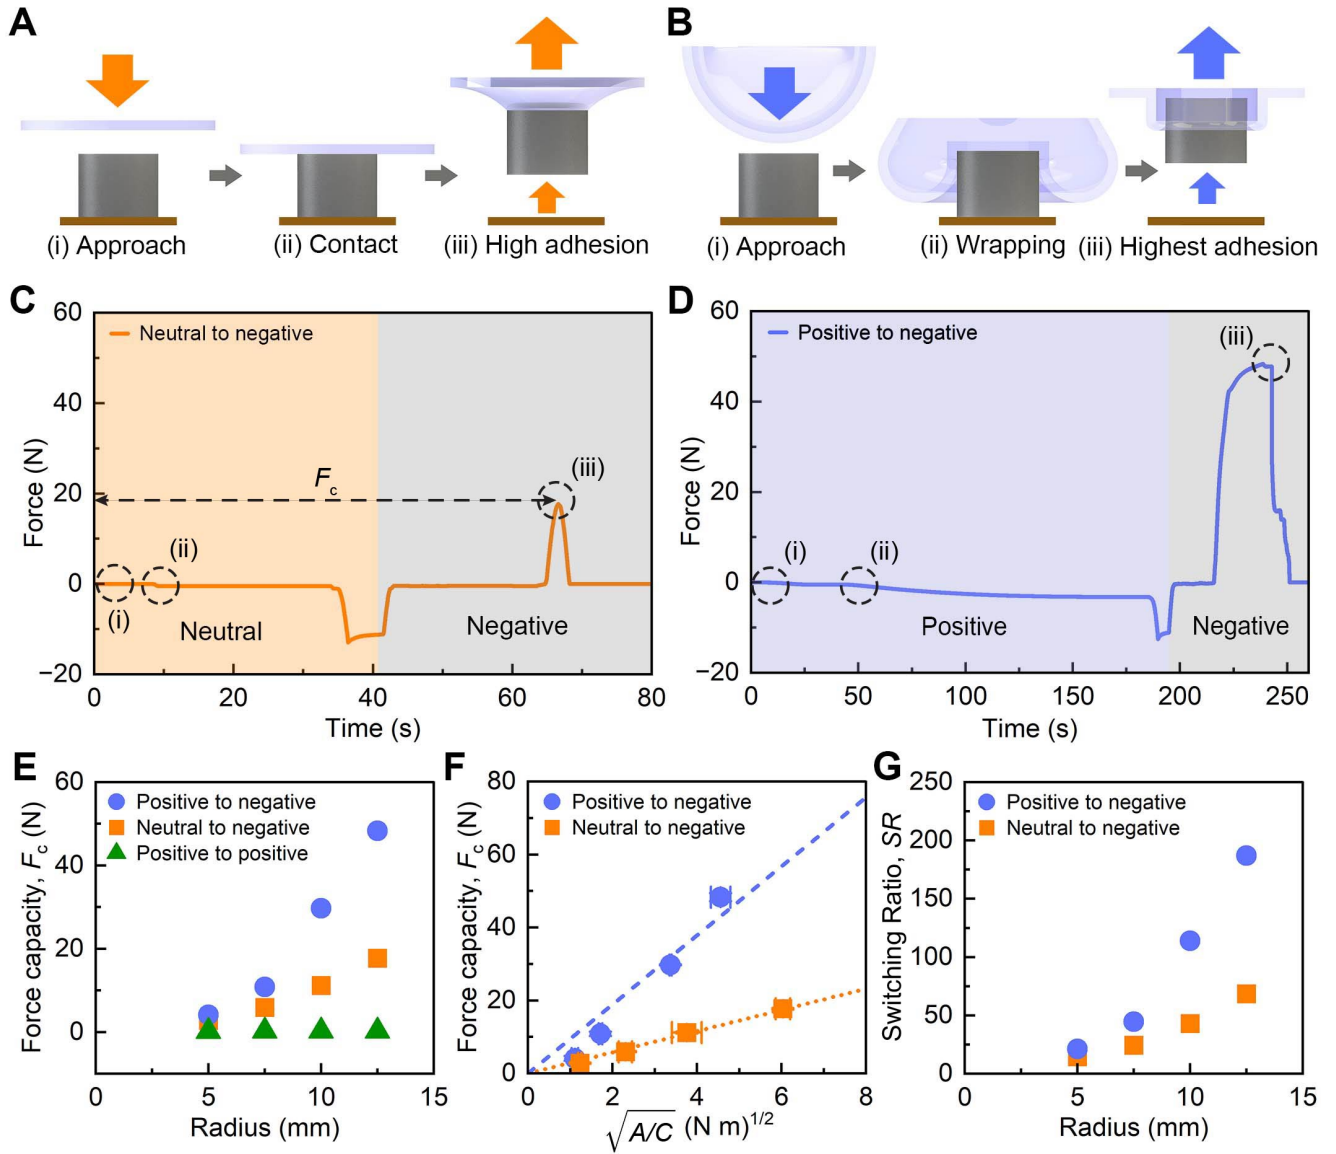 A
(i) Approach
(ii) Contact
(iii) High adhesion
B
(i) Approach
(ii) Wrapping
(iii) Highest adhesion
C
Neutral to negative
Force (N)
60
40
20
0
−20
F_c
(i)
(ii)
(iii)
Neutral
Negative
0 20 40 60 80
Time (s)
D
Positive to negative
Force (N)
60
40
20
0
−20
(i)
(ii)
(iii)
Positive
Negative
0 50 100 150 200 250
Time (s)
E
Positive to negative
Neutral to negative
Positive to positive
Force capacity, F_c (N)
60
40
20
0
0 5 10 15
Radius (mm)
F
Positive to negative
Neutral to negative
Force capacity, F_c (N)
80
60
40
20
0
0 2 4 6 8
√A/C (N m)^1/2
G
Positive to negative
Neutral to negative
Switching Ratio, SR
250
200
150
100
50
0
0 5 10 15
Radius (mm)